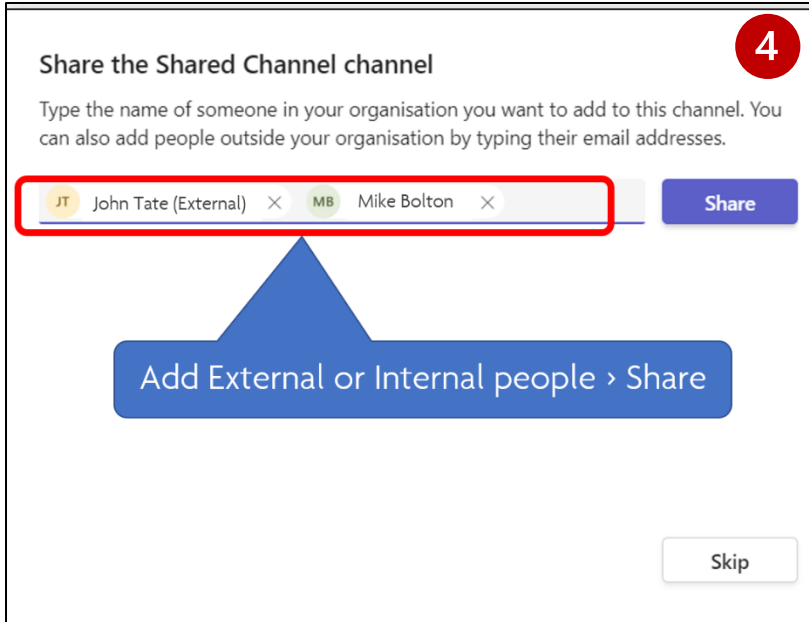 4
Share the Shared Channel channel
Type the name of someone in your organisation you want to add to this channel. You
can also add people outside your organisation by typing their email addresses.
JT John Tate (External) MB Mike Bolton Share
Add External or Internal people › Share
Skip